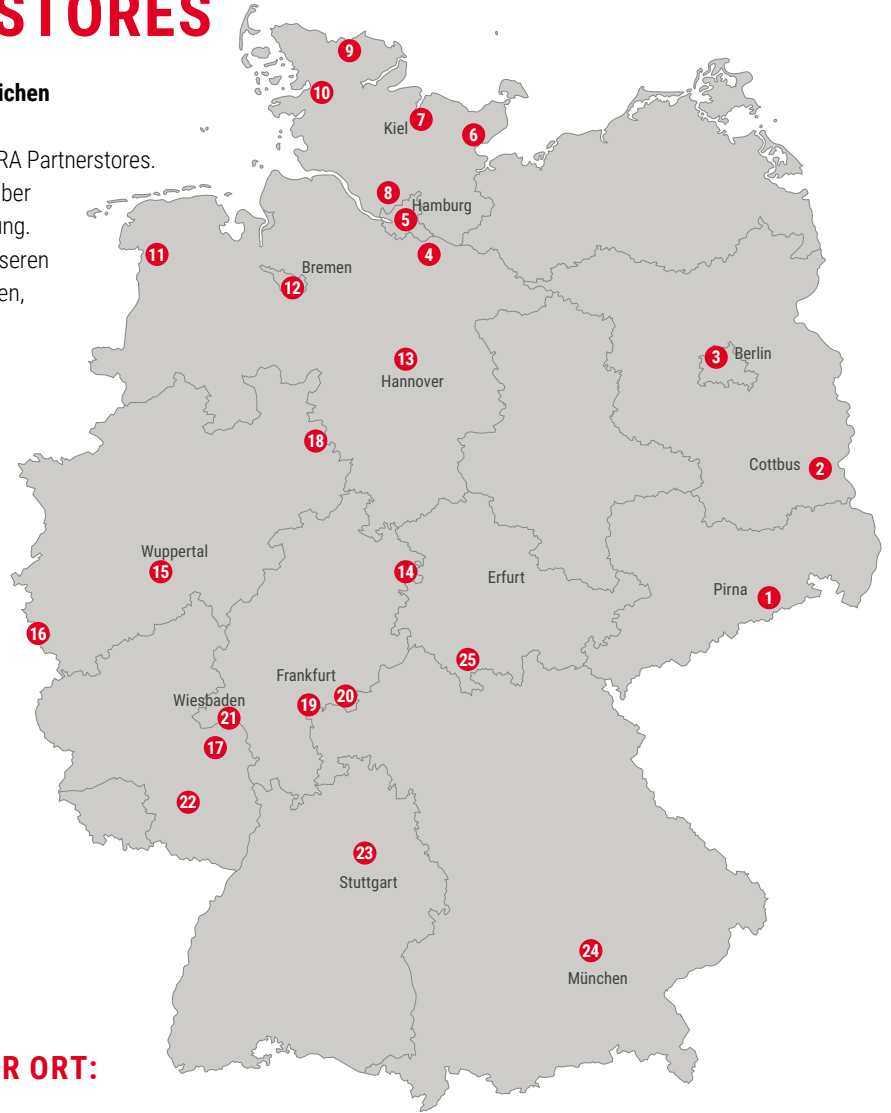 STORES
ichen
RA Partnerstores.
ber
ung.
seren
en,
9
10
7
Kiel
6
8
Hamburg
5
4
11
Bremen
12
13
Hannover
3
Berlin
18
Cottbus
2
Wuppertal
15
14
Erfurt
Pirna
1
16
25
Frankfurt
20
19
Wiesbaden
21
17
22
23
Stuttgart
24
München
R ORT: